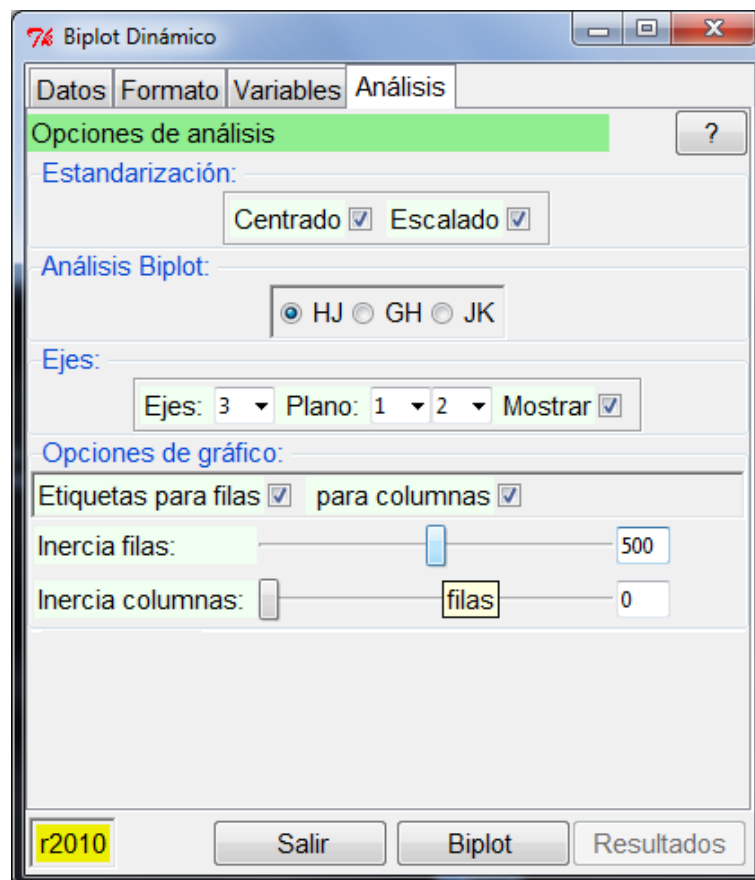 Biplot Dinámico
Datos Formato Variables Análisis
Opciones de análisis ?
Estandarización:
Centrado Escalado
Análisis Biplot:
HJ GH JK
Ejes:
Ejes: 3 Plano: 1 2 Mostrar
Opciones de gráfico:
Etiquetas para filas para columnas
Inercia filas: 500
Inercia columnas: filas 0
r2010 Salir Biplot Resultados